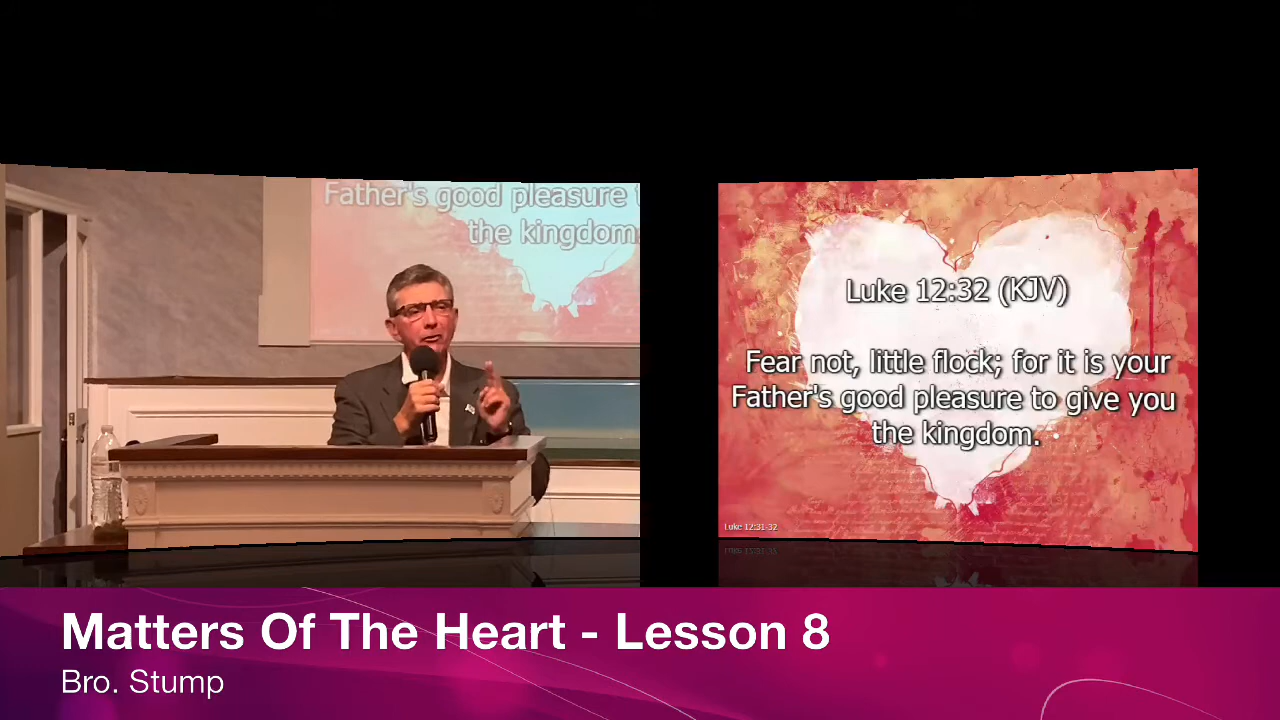 Father's good pleasure t
the kingdom.
Luke 12:32 (KJV)
Fear not, little flock; for it is your
Father's good pleasure to give you
the kingdom.
Luke 12:31-32
Matters Of The Heart - Lesson 8
Bro. Stump